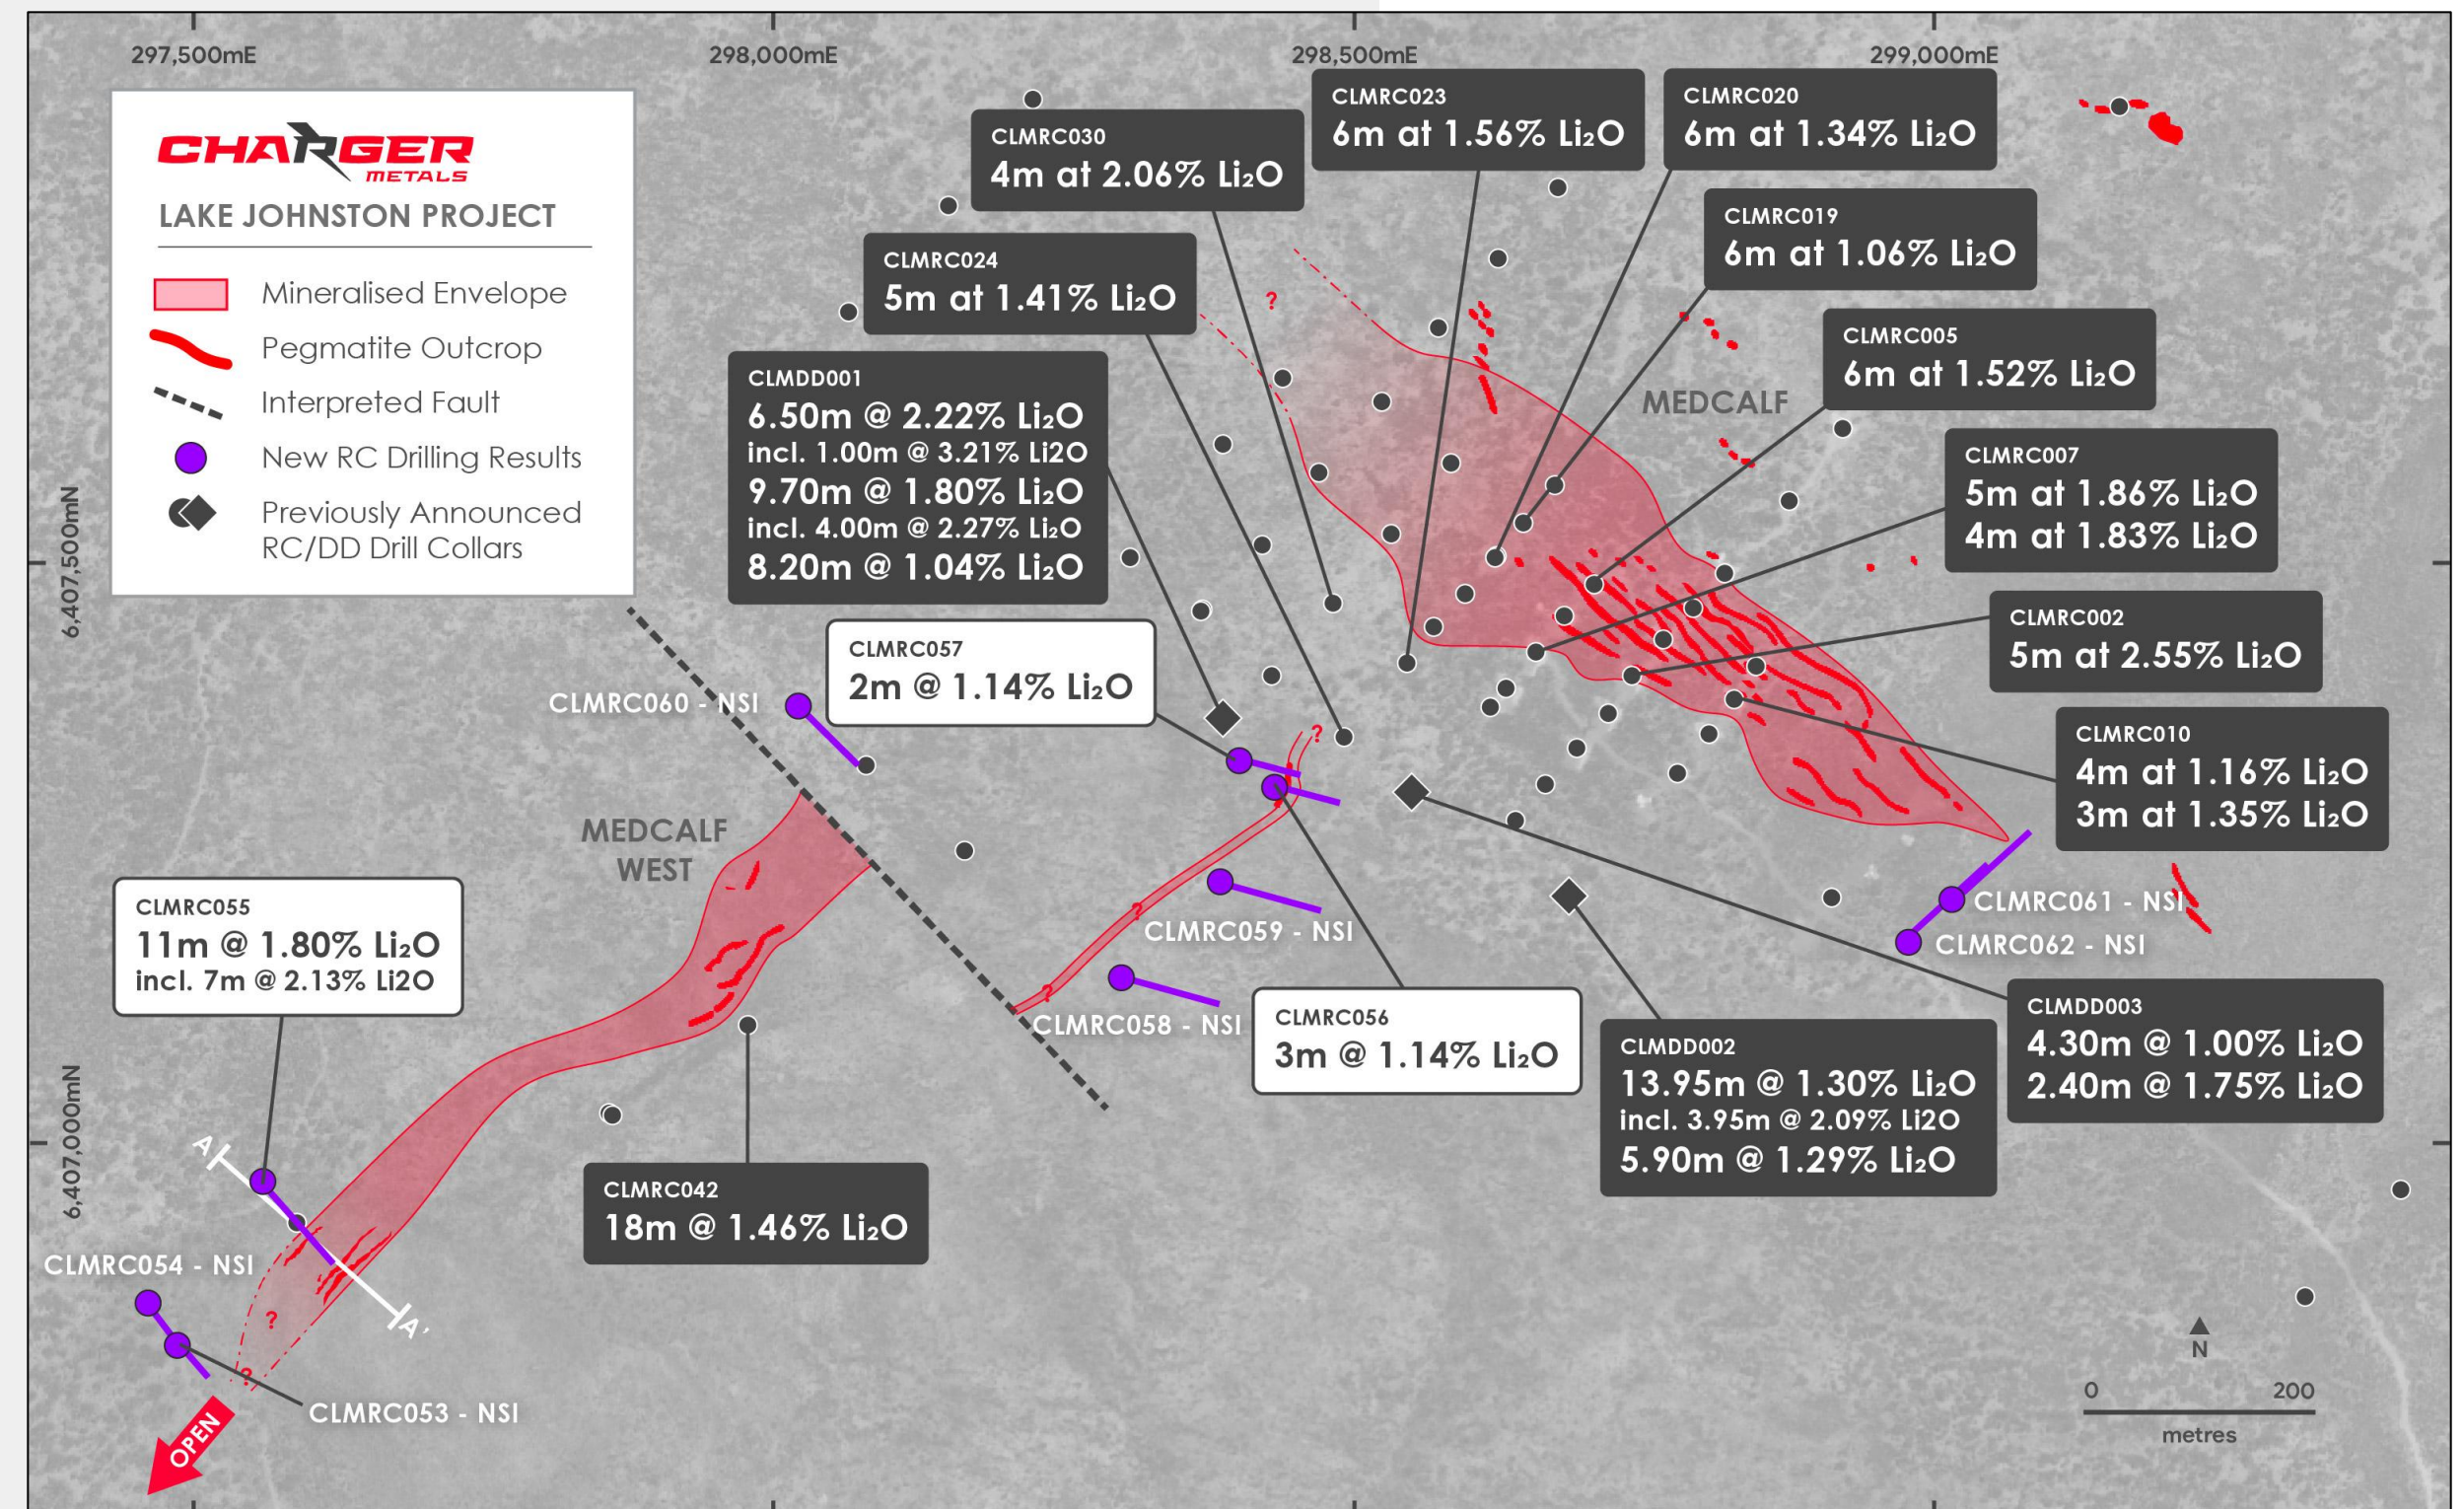 297,500mE
298,000mE
298,500mE
299,000mE
CHARGER
METALS
LAKE JOHNSTON PROJECT
Mineralised Envelope
Pegmatite Outcrop
Interpreted Fault
New RC Drilling Results
Previously Announced
RC/DD Drill Collars
6,407,500mN
6,407,000mN
CLMRC030
4m at 2.06% Li₂O
CLMRC023
6m at 1.56% Li₂O
CLMRC020
6m at 1.34% Li₂O
CLMRC019
6m at 1.06% Li₂O
CLMRC024
5m at 1.41% Li₂O
?
CLMRC005
6m at 1.52% Li₂O
MEDCALF
CLMDD001
6.50m @ 2.22% Li₂O
incl. 1.00m @ 3.21% Li2O
9.70m @ 1.80% Li₂O
incl. 4.00m @ 2.27% Li₂O
8.20m @ 1.04% Li₂O
CLMRC007
5m at 1.86% Li₂O
4m at 1.83% Li₂O
CLMRC002
5m at 2.55% Li₂O
CLMRC057
2m @ 1.14% Li₂O
CLMRC060 - NSI
?
CLMRC010
4m at 1.16% Li₂O
3m at 1.35% Li₂O
MEDCALF
WEST
CLMRC055
11m @ 1.80% Li₂O
incl. 7m @ 2.13% Li2O
?
CLMRC059 - NSI
CLMRC061 - NSI
CLMRC062 - NSI
?
CLMRC058 - NSI
CLMRC056
3m @ 1.14% Li₂O
CLMDD002
13.95m @ 1.30% Li₂O
incl. 3.95m @ 2.09% Li2O
5.90m @ 1.29% Li₂O
CLMDD003
4.30m @ 1.00% Li₂O
2.40m @ 1.75% Li₂O
A
CLMRC042
18m @ 1.46% Li₂O
CLMRC054 - NSI
?
A'
?
CLMRC053 - NSI
OPEN
N
0 200
metres